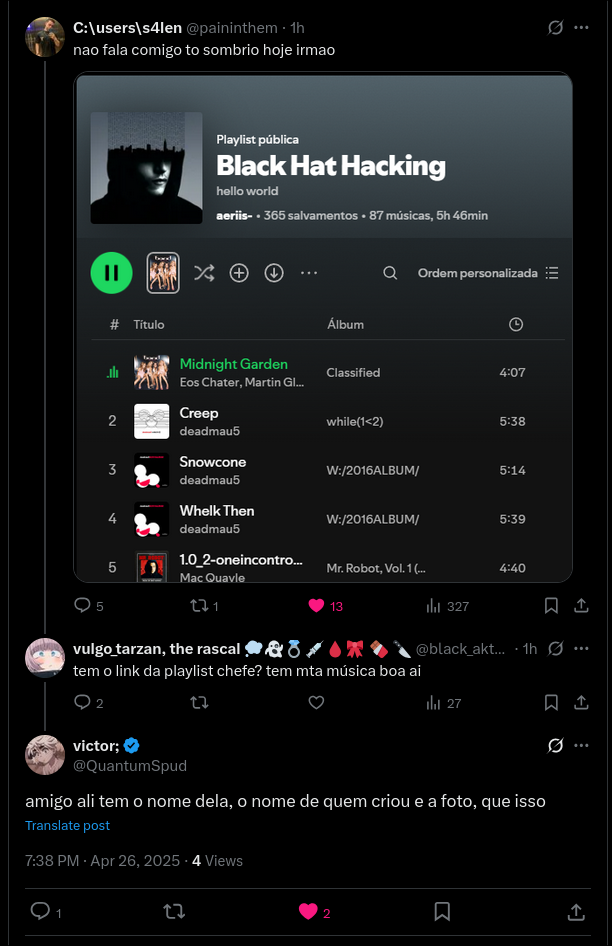 C:\users\s4len @paininthem · 1h
nao fala comigo to sombrio hoje irmao
Playlist pública
Black Hat Hacking
hello world
aeriis- • 365 salvamentos • 87 músicas, 5h 46min
Ordem personalizada
# Título Álbum
Midnight Garden
Eos Chater, Martin Gl... Classified 4:07
2 Creep
deadmau5 while(1<2) 5:38
3 Snowcone
deadmau5 W:/2016ALBUM/ 5:14
4 Whelk Then
deadmau5 W:/2016ALBUM/ 5:39
5 1.0_2-oneincontro...
Mac Quayle Mr. Robot, Vol. 1 (... 4:40
5 1 13 327
vulgo_tarzan, the rascal 💭👻💍💉🩸🎀🍫🔪 @black_akt... · 1h
tem o link da playlist chefe? tem mta música boa ai
2 27
victor;
@QuantumSpud
amigo ali tem o nome dela, o nome de quem criou e a foto, que isso
Translate post
7:38 PM · Apr 26, 2025 · 4 Views
1 2